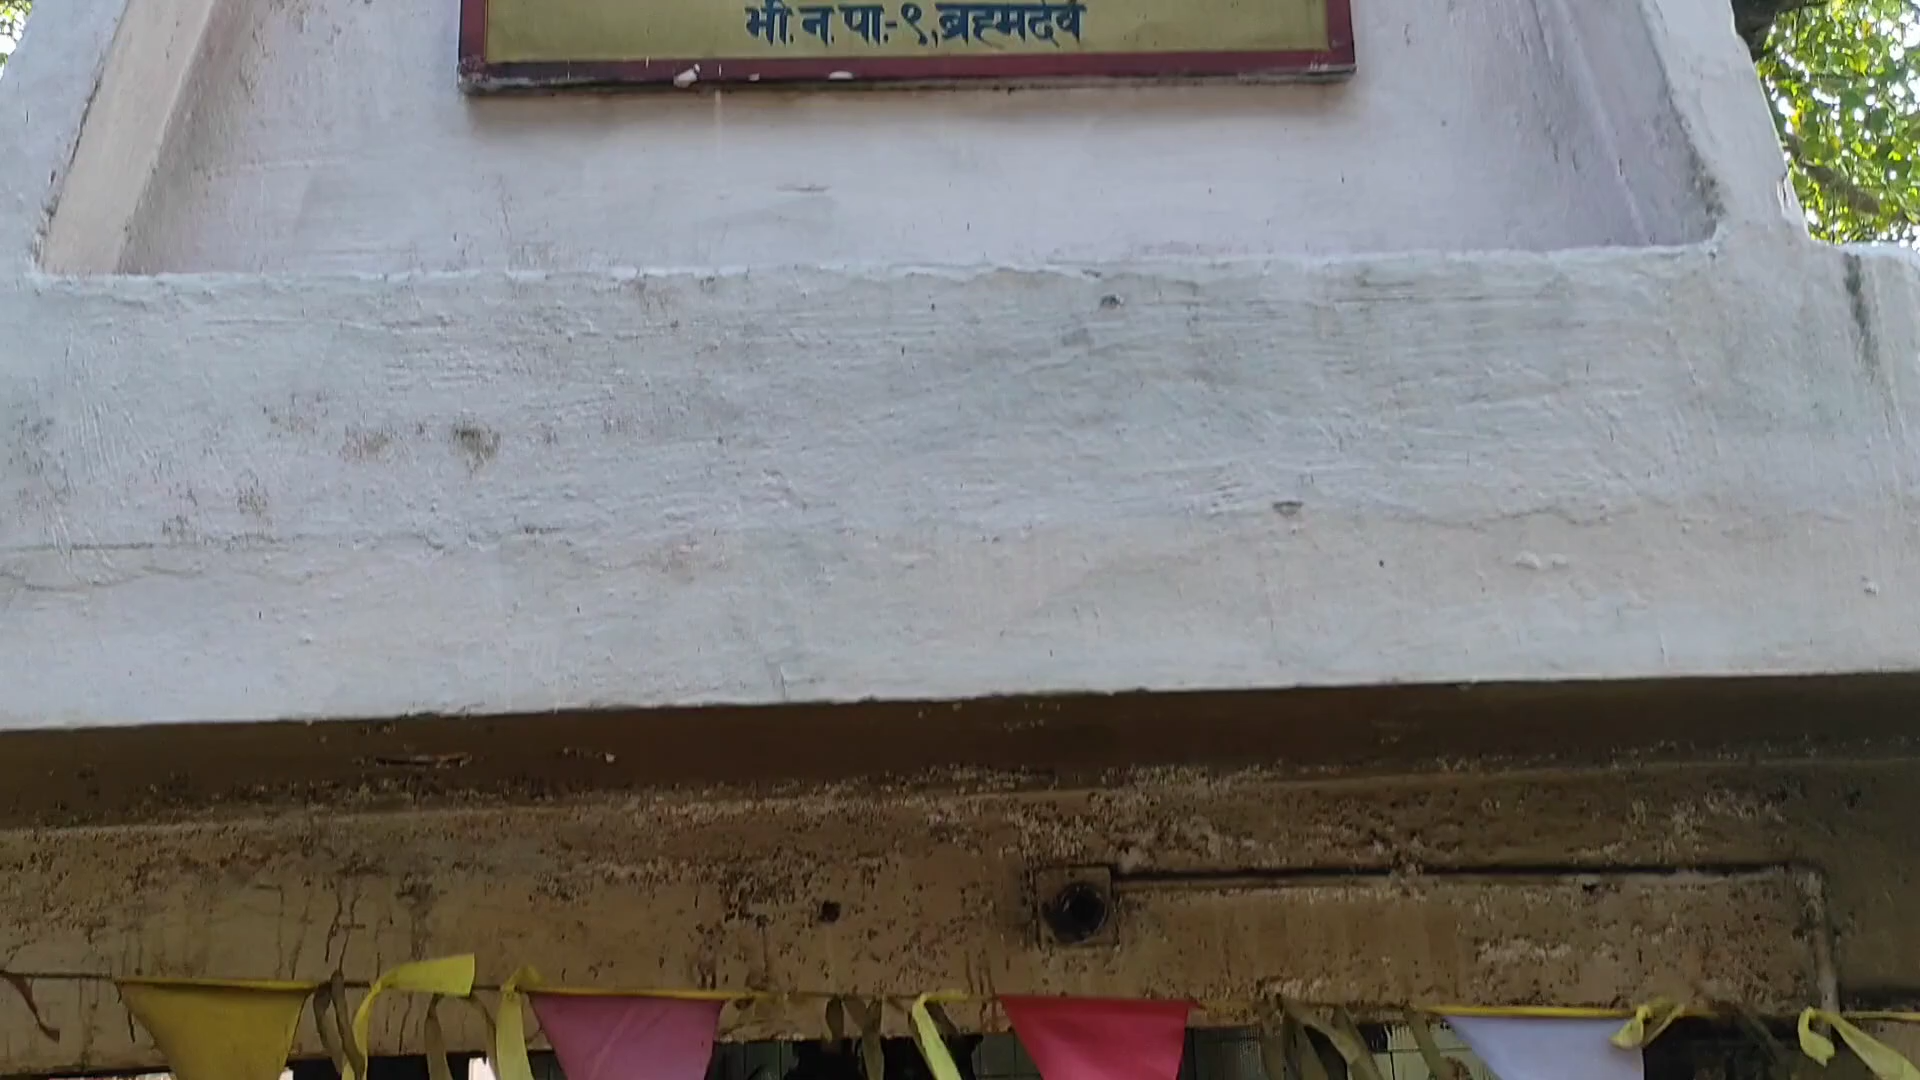 भी. न. पा:- ९, ब्रह्मदेव